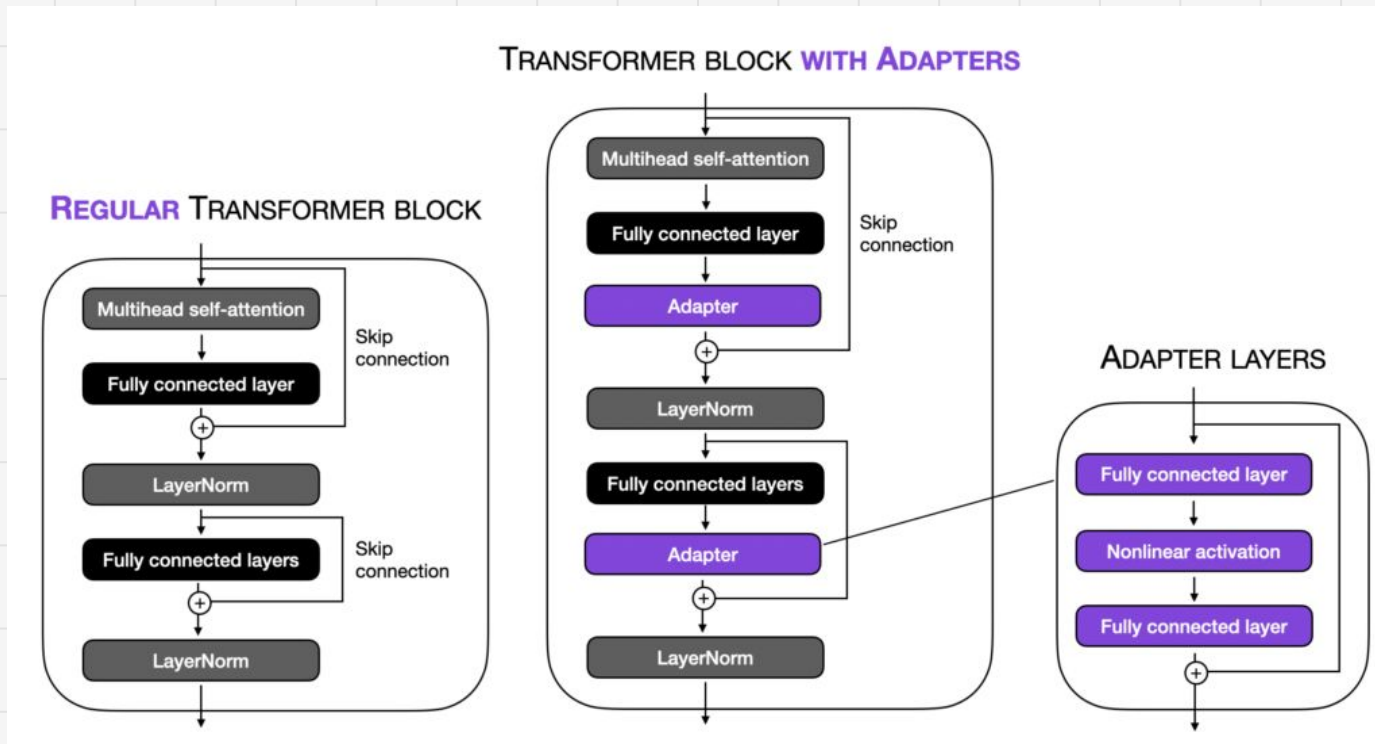 REGULAR TRANSFORMER BLOCK
Multihead self-attention
Fully connected layer
+
Skip
connection
LayerNorm
Fully connected layers
+
Skip
connection
LayerNorm
TRANSFORMER BLOCK WITH ADAPTERS
Multihead self-attention
Fully connected layer
Adapter
+
Skip
connection
LayerNorm
Fully connected layers
Adapter
+
LayerNorm
ADAPTER LAYERS
Fully connected layer
Nonlinear activation
Fully connected layer
+